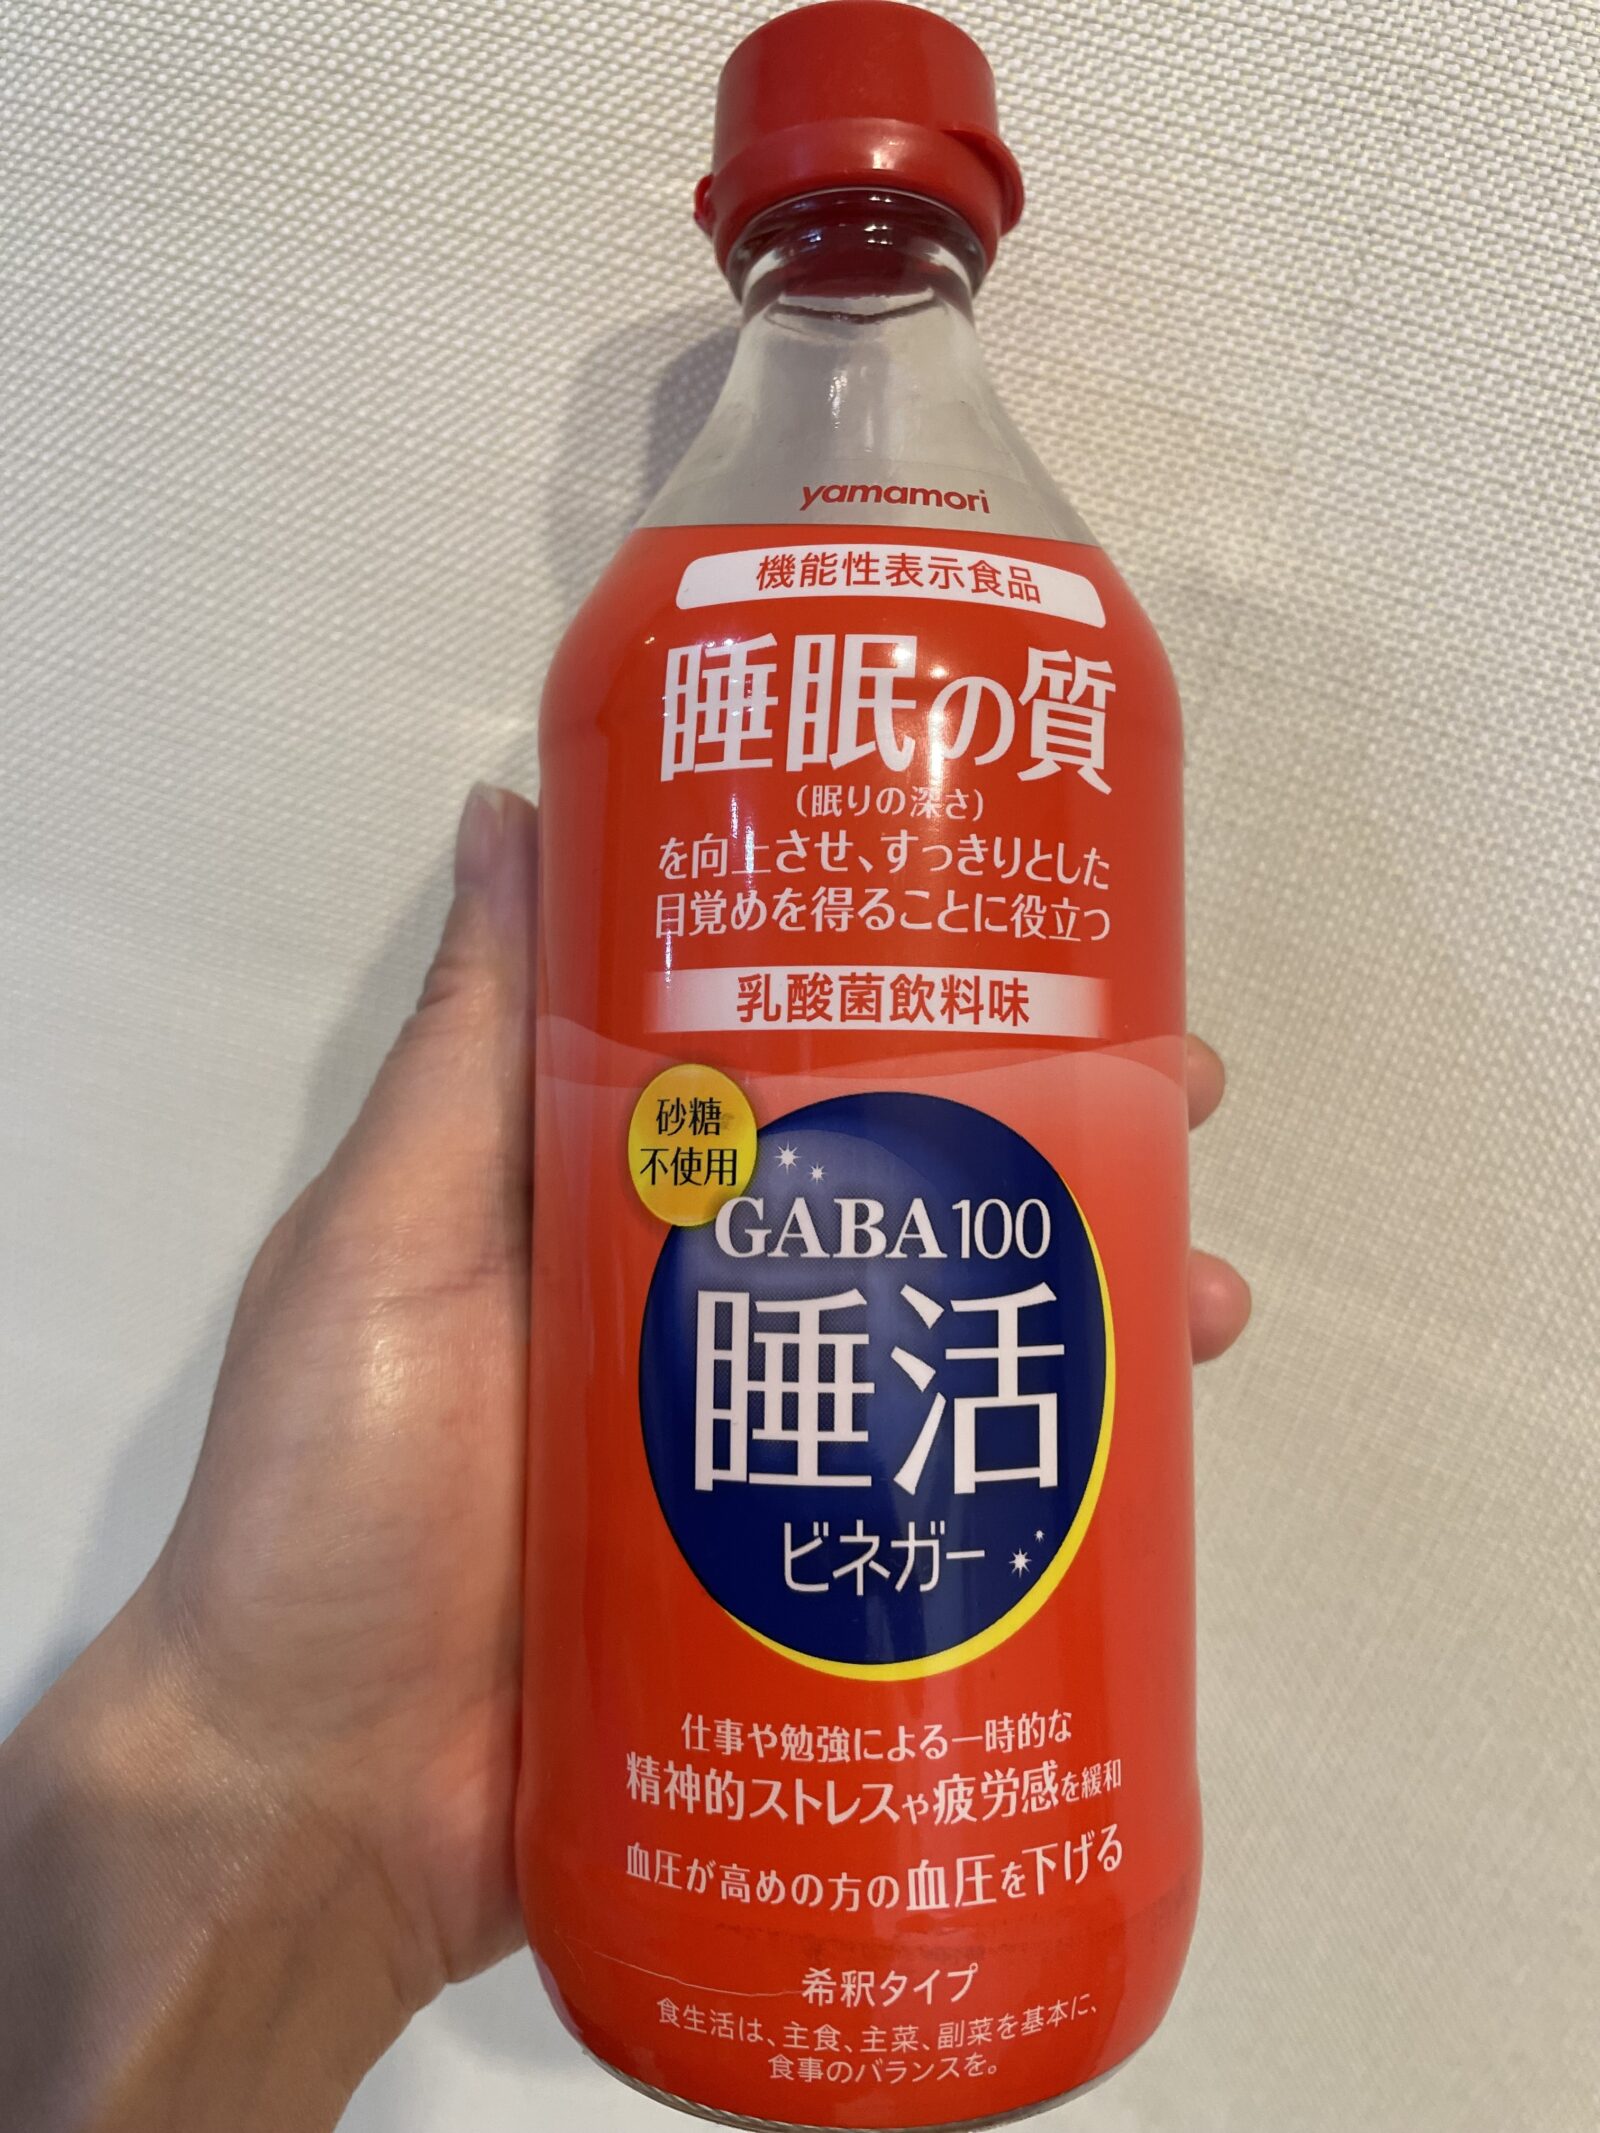 yamamori
機能性表示食品
睡眠の質
(眠りの深さ)
を向上させ、すっきりとした
目覚めを得ることに役立つ
乳酸菌飲料味
砂糖
不使用
GABA100
睡活
ビネガー
仕事や勉強による一時的な
精神的ストレスや疲労感を緩和
血圧が高めの方の血圧を下げる
希釈タイプ
食生活は、主食、主菜、副菜を基本に、
食事のバランスを。